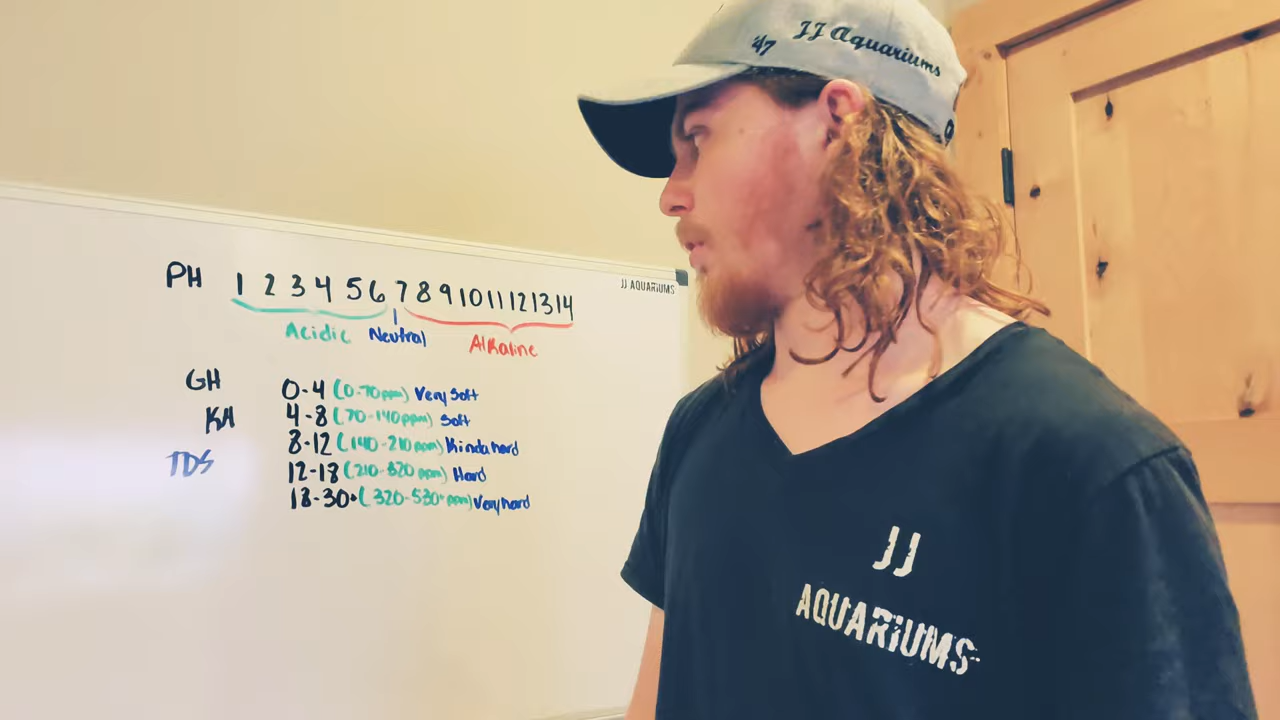 '47
JJ Aquariums
JJ AQUARIUMS
PH 1 2 3 4 5 6 7 8 9 10 11 12 13 14
Acidic Neutral Alkaline
GH
KH
TDS
0-4 (0-70ppm) Very Soft
4-8 (70-140ppm) Soft
8-12 (140-210ppm) Kinda hard
12-18 (210-320ppm) Hard
18-30+ (320-530+ppm) Very hard
JJ
AQUARIUMS